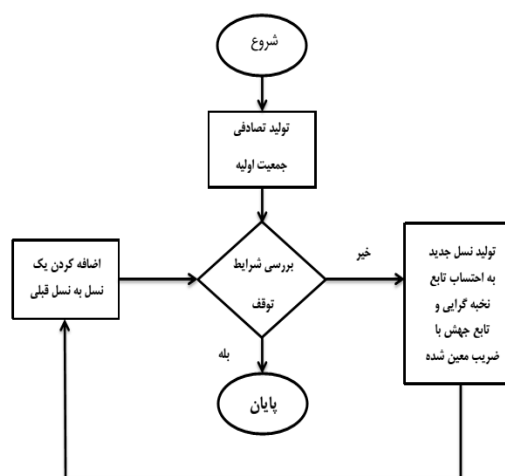 شروع
تولید تصادفی
جمعیت اولیه
بررسی شرایط
توقف
خیر
تولید نسل جدید
به احتساب تابع
نخبه گرایی و
تابع جهش با
ضریب معین شده
اضافه کردن یک
نسل به نسل قبلی
بله
پایان